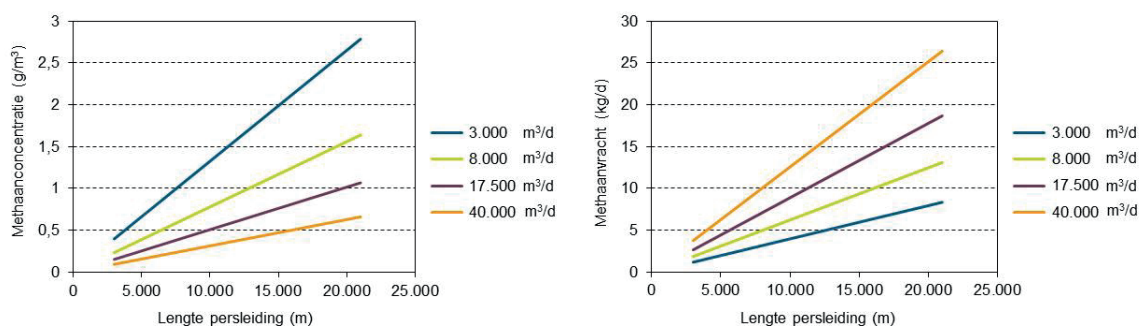 3
2,5
2
1,5
1
0,5
0
0 5.000 10.000 15.000 20.000 25.000
Methaanconcentratie (g/m³)
Lengte persleiding (m)
3.000 m³/d
8.000 m³/d
17.500 m³/d
40.000 m³/d
30
25
20
15
10
5
0
0 5.000 10.000 15.000 20.000 25.000
Methaanvracht (kg/d)
Lengte persleiding (m)
3.000 m³/d
8.000 m³/d
17.500 m³/d
40.000 m³/d